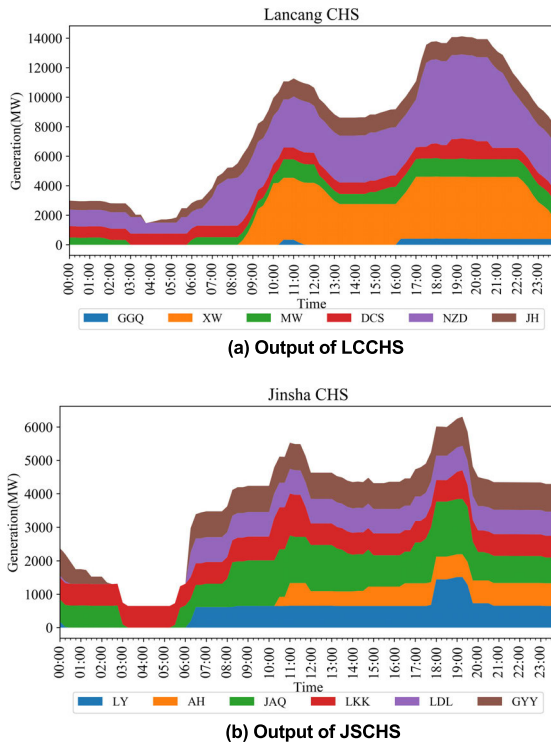 Lancang CHS
14000
12000
10000
8000
6000
4000
2000
0
Generation(MW)
00:00 01:00 02:00 03:00 04:00 05:00 06:00 07:00 08:00 09:00 10:00 11:00 12:00 13:00 14:00 15:00 16:00 17:00 18:00 19:00 20:00 21:00 22:00 23:00
Time
GGQ XW MW DCS NZD JH
(a) Output of LCCHS
Jinsha CHS
6000
5000
4000
3000
2000
1000
0
Generation(MW)
00:00 01:00 02:00 03:00 04:00 05:00 06:00 07:00 08:00 09:00 10:00 11:00 12:00 13:00 14:00 15:00 16:00 17:00 18:00 19:00 20:00 21:00 22:00 23:00
Time
LY AH JAQ LKK LDL GYY
(b) Output of JSCHS